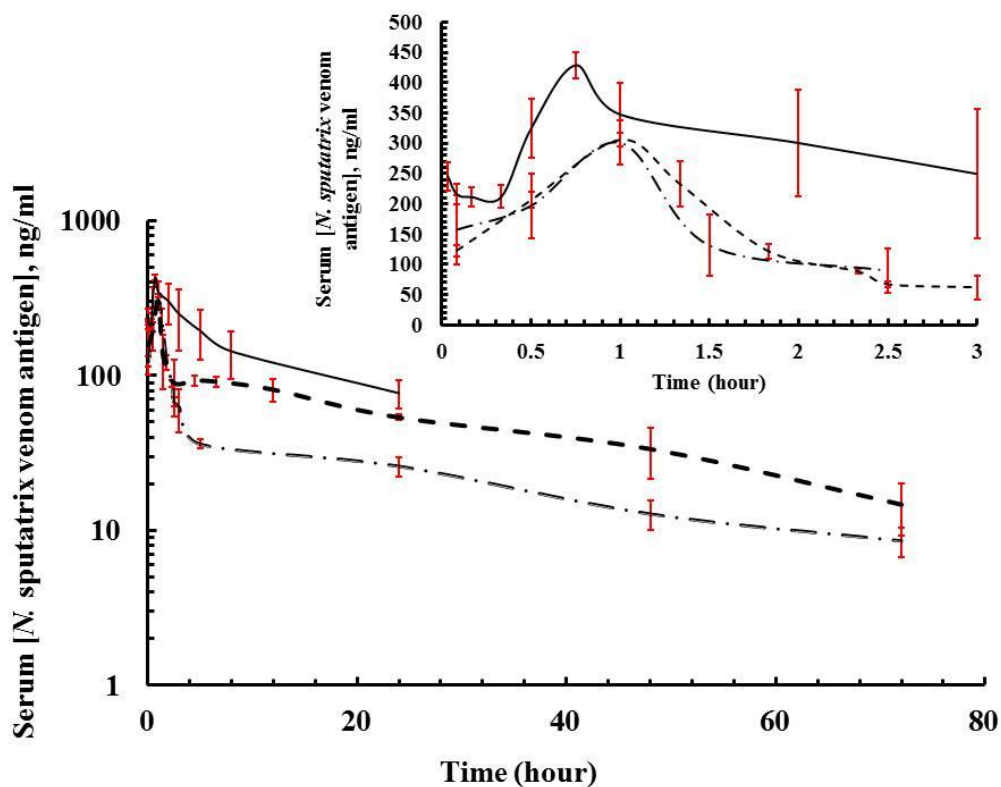 500
450
400
350
300
250
200
150
100
50
0
Serum [N. sputatrix venom
antigen], ng/ml
0 0.5 1 1.5 2 2.5 3
Time (hour)
1000
100
10
1
Serum [N. sputatrix venom antigen], ng/ml
0 20 40 60 80
Time (hour)